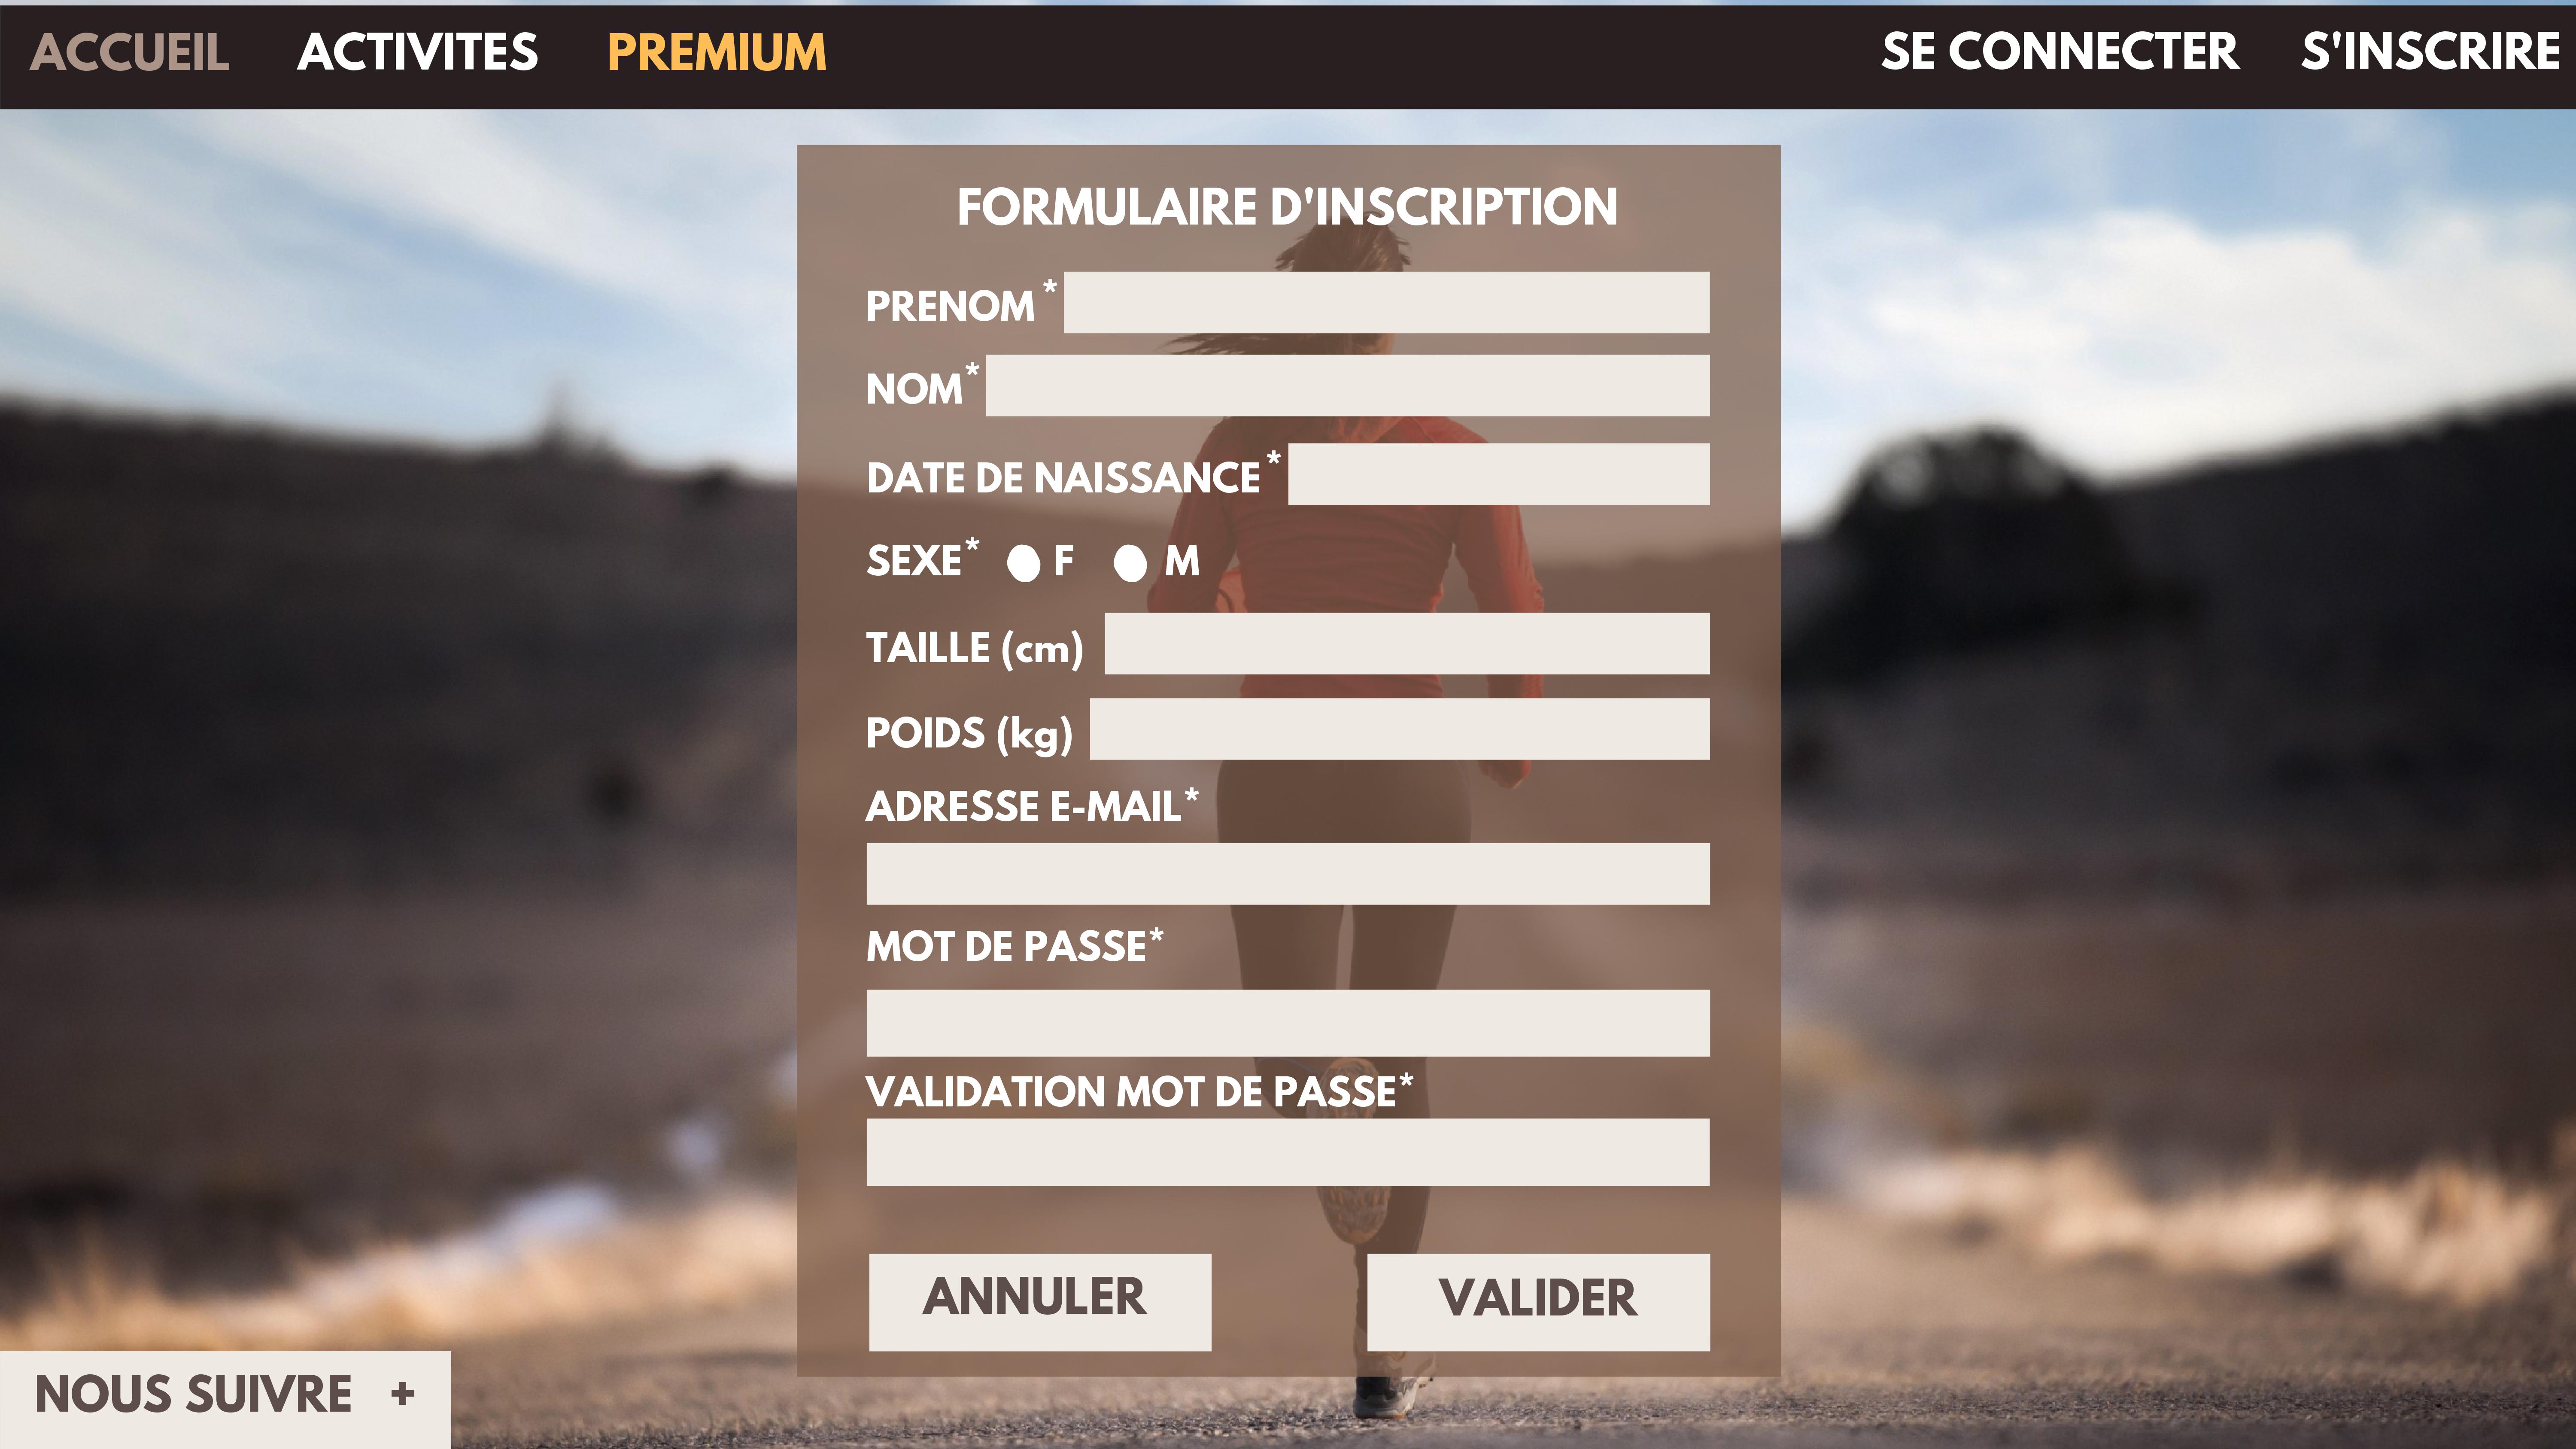 ACCUEIL ACTIVITES PREMIUM SE CONNECTER S'INSCRIRE
FORMULAIRE D'INSCRIPTION
PRENOM *
NOM*
DATE DE NAISSANCE *
SEXE* F M
TAILLE (cm)
POIDS (kg)
ADRESSE E-MAIL*
MOT DE PASSE*
VALIDATION MOT DE PASSE*
ANNULER VALIDER
NOUS SUIVRE +